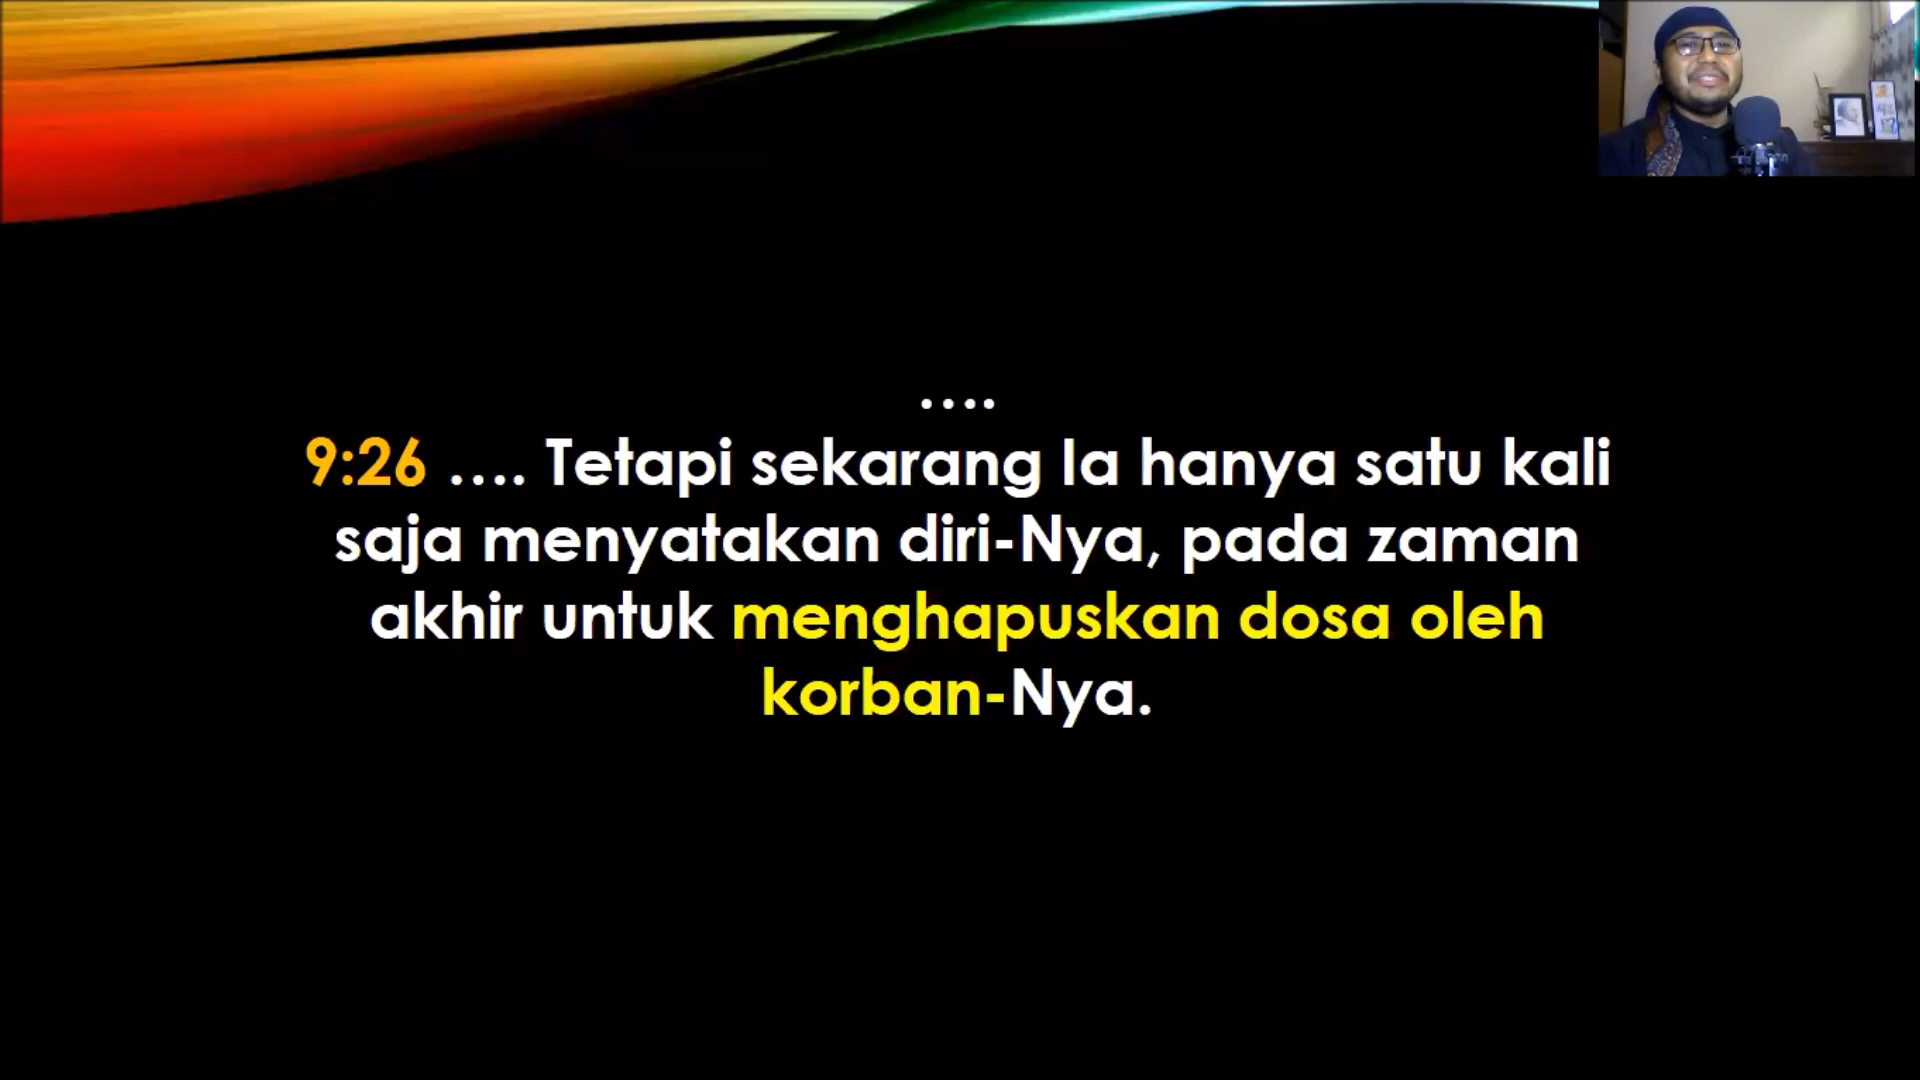 ....
9:26 .... Tetapi sekarang Ia hanya satu kali
saja menyatakan diri-Nya, pada zaman
akhir untuk menghapuskan dosa oleh
korban-Nya.